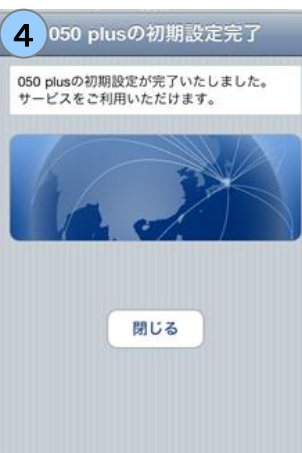 4 050 plusの初期設定完了
050 plusの初期設定が完了いたしました。
サービスをご利用いただけます。
閉じる